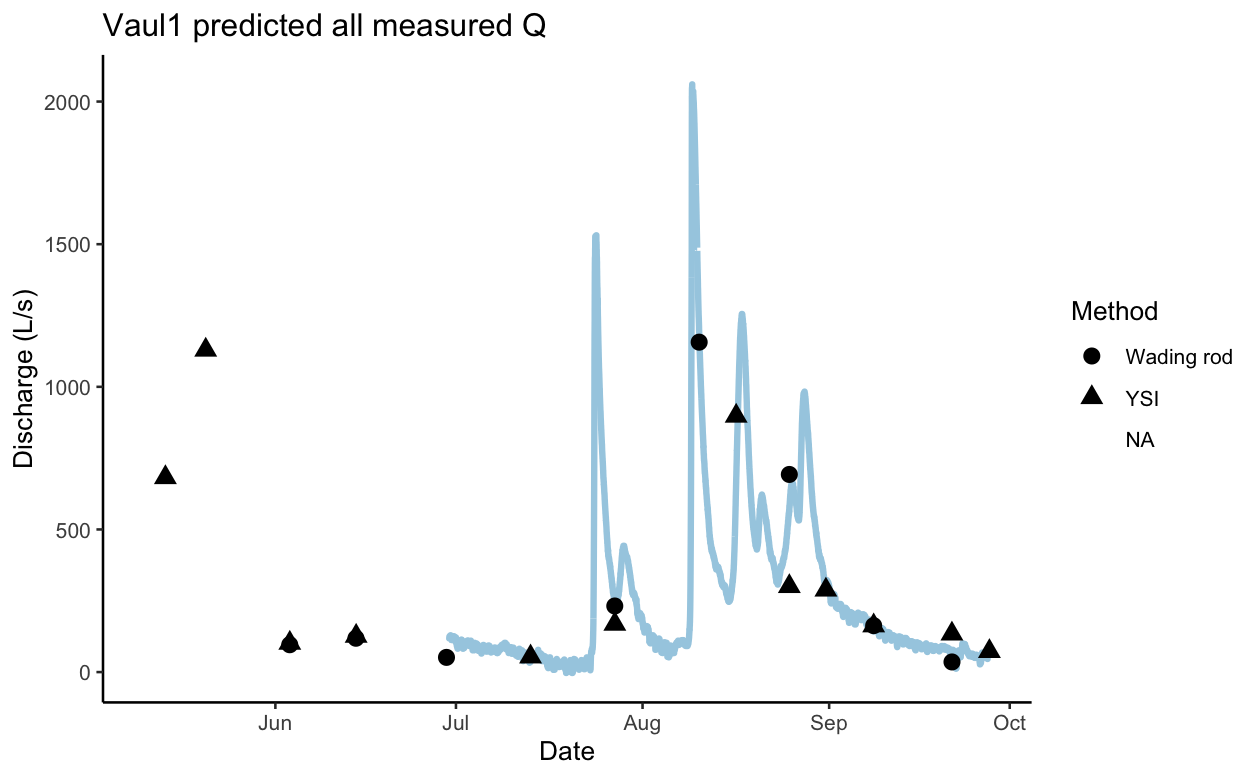 Vaul1 predicted all measured Q
Discharge (L/s)
2000
1500
1000
500
0
Jun
Jul
Aug
Sep
Oct
Date
Method
Wading rod
YSI
NA